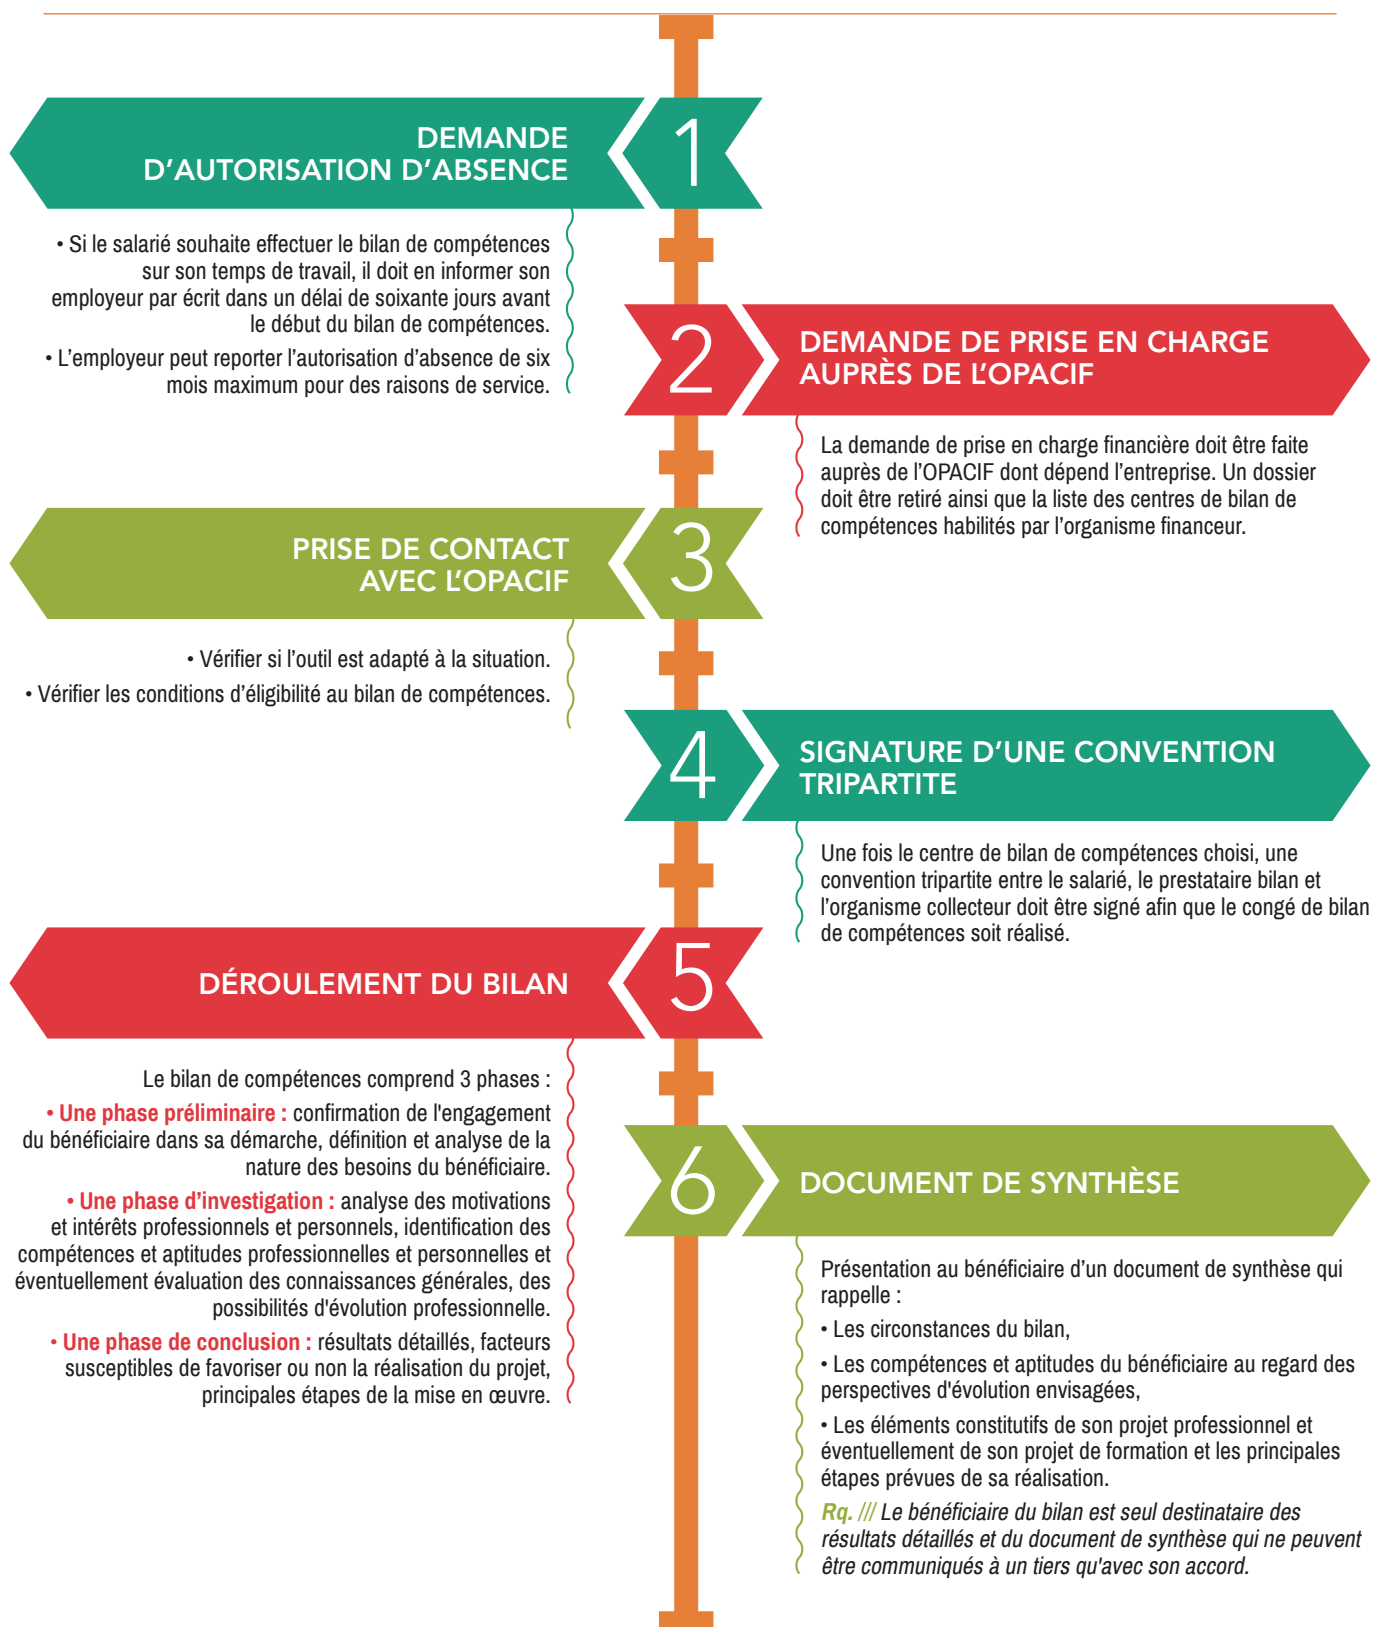 1
DEMANDE
D’AUTORISATION D’ABSENCE
• Si le salarié souhaite effectuer le bilan de compétences
sur son temps de travail, il doit en informer son
employeur par écrit dans un délai de soixante jours avant
le début du bilan de compétences.
• L’employeur peut reporter l’autorisation d’absence de six
mois maximum pour des raisons de service.
2
DEMANDE DE PRISE EN CHARGE
AUPRÈS DE L’OPACIF
La demande de prise en charge financière doit être faite
auprès de l’OPACIF dont dépend l’entreprise. Un dossier
doit être retiré ainsi que la liste des centres de bilan de
compétences habilités par l’organisme financeur.
3
PRISE DE CONTACT
AVEC L’OPACIF
• Vérifier si l’outil est adapté à la situation.
• Vérifier les conditions d’éligibilité au bilan de compétences.
4
SIGNATURE D’UNE CONVENTION
TRIPARTITE
Une fois le centre de bilan de compétences choisi, une
convention tripartite entre le salarié, le prestataire bilan et
l’organisme collecteur doit être signé afin que le congé de bilan
de compétences soit réalisé.
5
DÉROULEMENT DU BILAN
Le bilan de compétences comprend 3 phases :
• Une phase préliminaire : confirmation de l'engagement
du bénéficiaire dans sa démarche, définition et analyse de la
nature des besoins du bénéficiaire.
• Une phase d’investigation : analyse des motivations
et intérêts professionnels et personnels, identification des
compétences et aptitudes professionnelles et personnelles et
éventuellement évaluation des connaissances générales, des
possibilités d'évolution professionnelle.
• Une phase de conclusion : résultats détaillés, facteurs
susceptibles de favoriser ou non la réalisation du projet,
principales étapes de la mise en œuvre.
6
DOCUMENT DE SYNTHÈSE
Présentation au bénéficiaire d’un document de synthèse qui
rappelle :
• Les circonstances du bilan,
• Les compétences et aptitudes du bénéficiaire au regard des
perspectives d'évolution envisagées,
• Les éléments constitutifs de son projet professionnel et
éventuellement de son projet de formation et les principales
étapes prévues de sa réalisation.
Rq. /// Le bénéficiaire du bilan est seul destinataire des
résultats détaillés et du document de synthèse qui ne peuvent
être communiqués à un tiers qu'avec son accord.